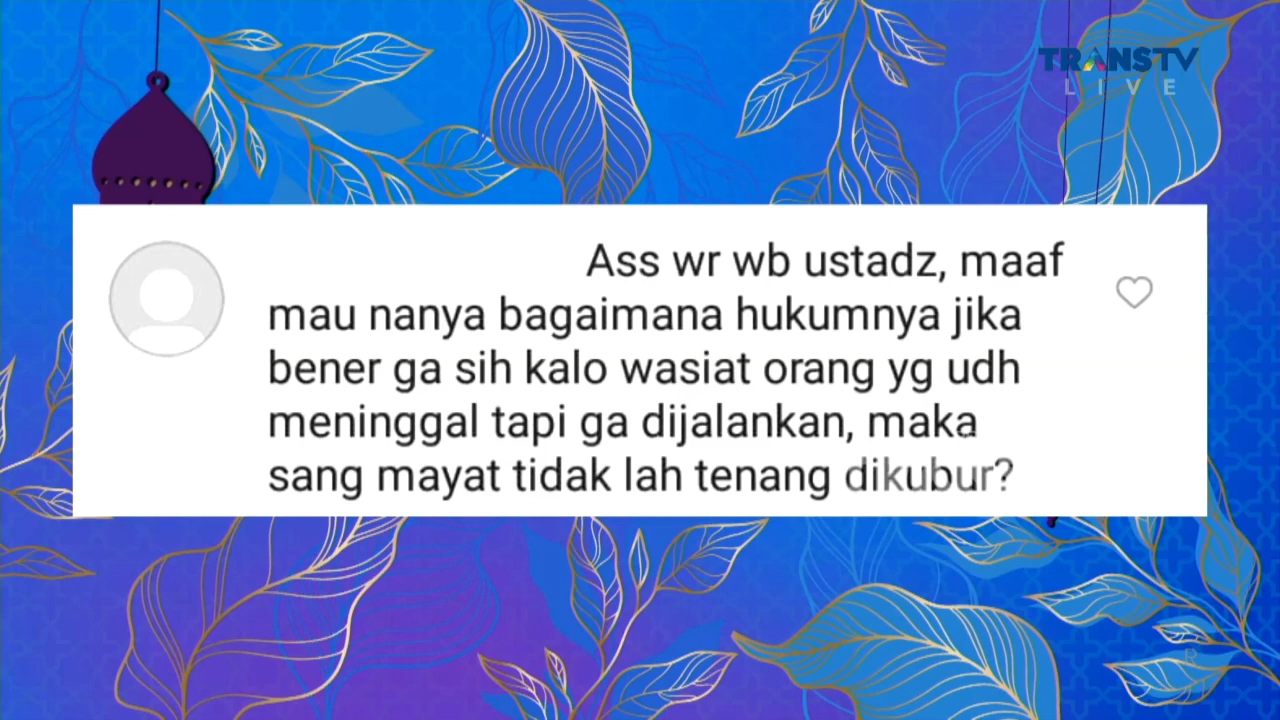 TRANSTV
LIVE
Ass wr wb ustadz, maaf
mau nanya bagaimana hukumnya jika
bener ga sih kalo wasiat orang yg udh
meninggal tapi ga dijalankan, maka
sang mayat tidak lah tenang dikubur?